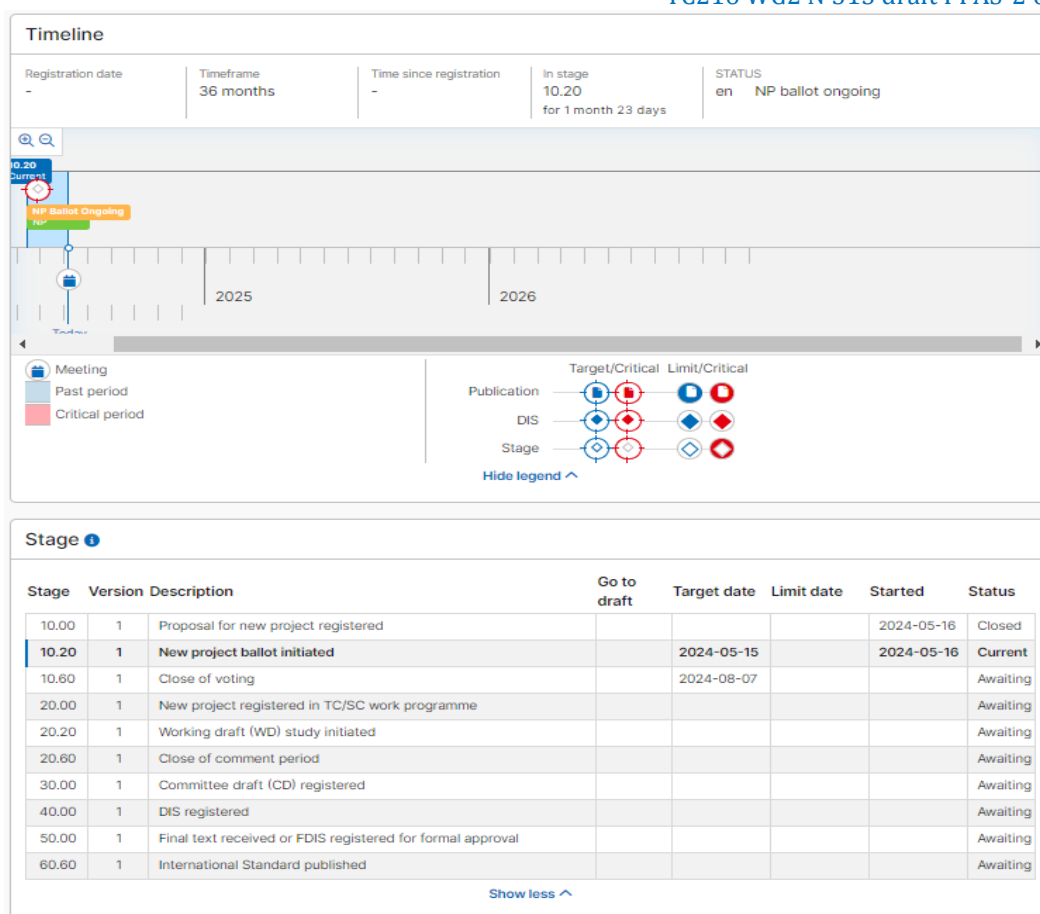 Timeline
Registration date Timeframe Time since registration In stage STATUS
- 36 months - 10.20 en NP ballot ongoing
for 1 month 23 days
10.20
Current
NP Ballot Ongoing
NP
2025 2026
Today
Meeting
Past period
Critical period
Target/Critical Limit/Critical
Publication
DIS
Stage
Hide legend
Stage
Stage Version Description Go to draft Target date Limit date Started Status
10.00 1 Proposal for new project registered 2024-05-16 Closed
10.20 1 New project ballot initiated 2024-05-15 2024-05-16 Current
10.60 1 Close of voting 2024-08-07 Awaiting
20.00 1 New project registered in TC/SC work programme Awaiting
20.20 1 Working draft (WD) study initiated Awaiting
20.60 1 Close of comment period Awaiting
30.00 1 Committee draft (CD) registered Awaiting
40.00 1 DIS registered Awaiting
50.00 1 Final text received or FDIS registered for formal approval Awaiting
60.60 1 International Standard published Awaiting
Show less